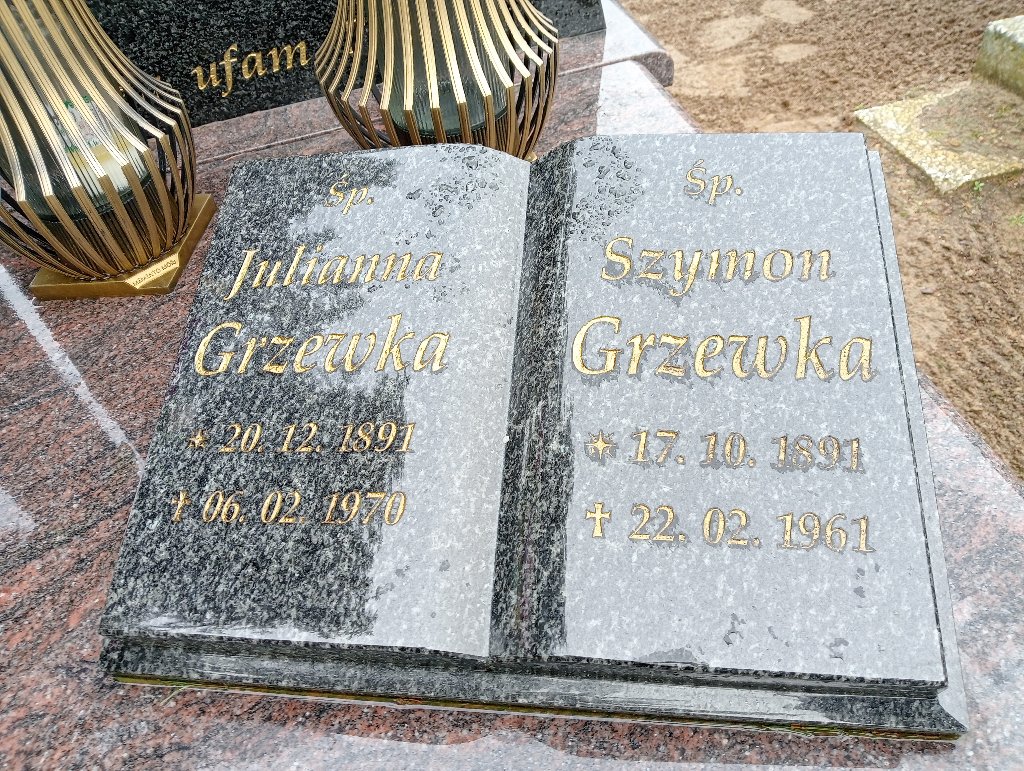 ufam
Śp.
Julianna
Grzewka
* 20. 12. 1891
† 06. 02. 1970
Śp.
Szymon
Grzewka
* 17. 10. 1891
† 22. 02. 1961